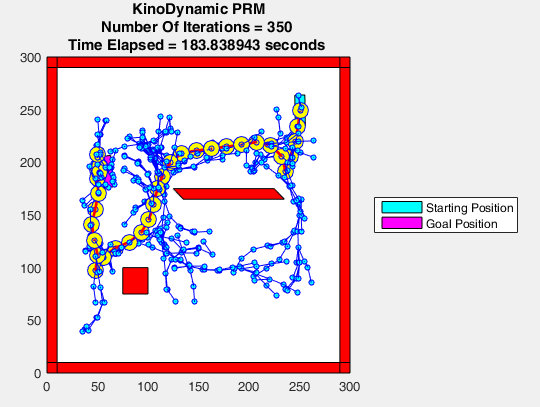 KinoDynamic PRM
Number Of Iterations = 350
Time Elapsed = 183.838943 seconds
300
250
200
150
100
50
0
0 50 100 150 200 250 300
Starting Position
Goal Position